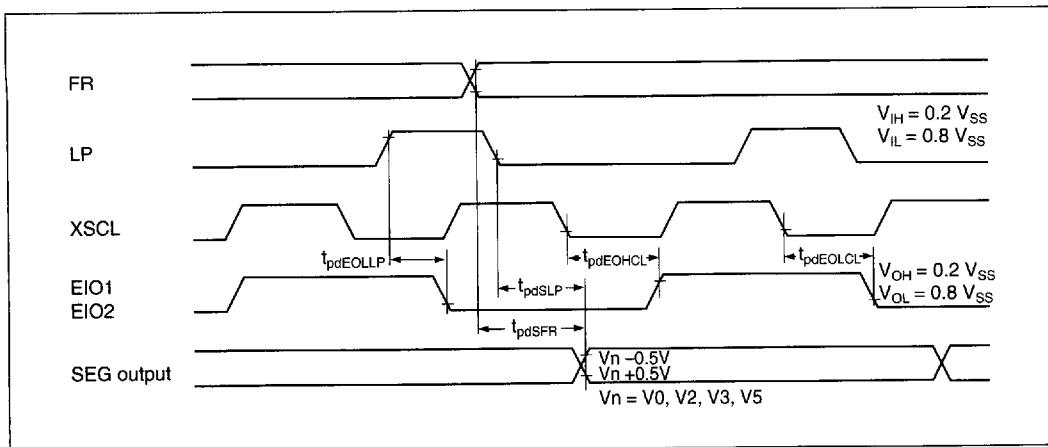 FR
V_IH = 0.2 V_SS
V_IL = 0.8 V_SS
LP
XSCL
t_pdEOLLP
t_pdEOHCL
t_pdEOLCL
EIO1
EIO2
t_pdSLP
V_OH = 0.2 V_SS
V_OL = 0.8 V_SS
t_pdSFR
SEG output
Vn –0.5V
Vn +0.5V
Vn = V0, V2, V3, V5